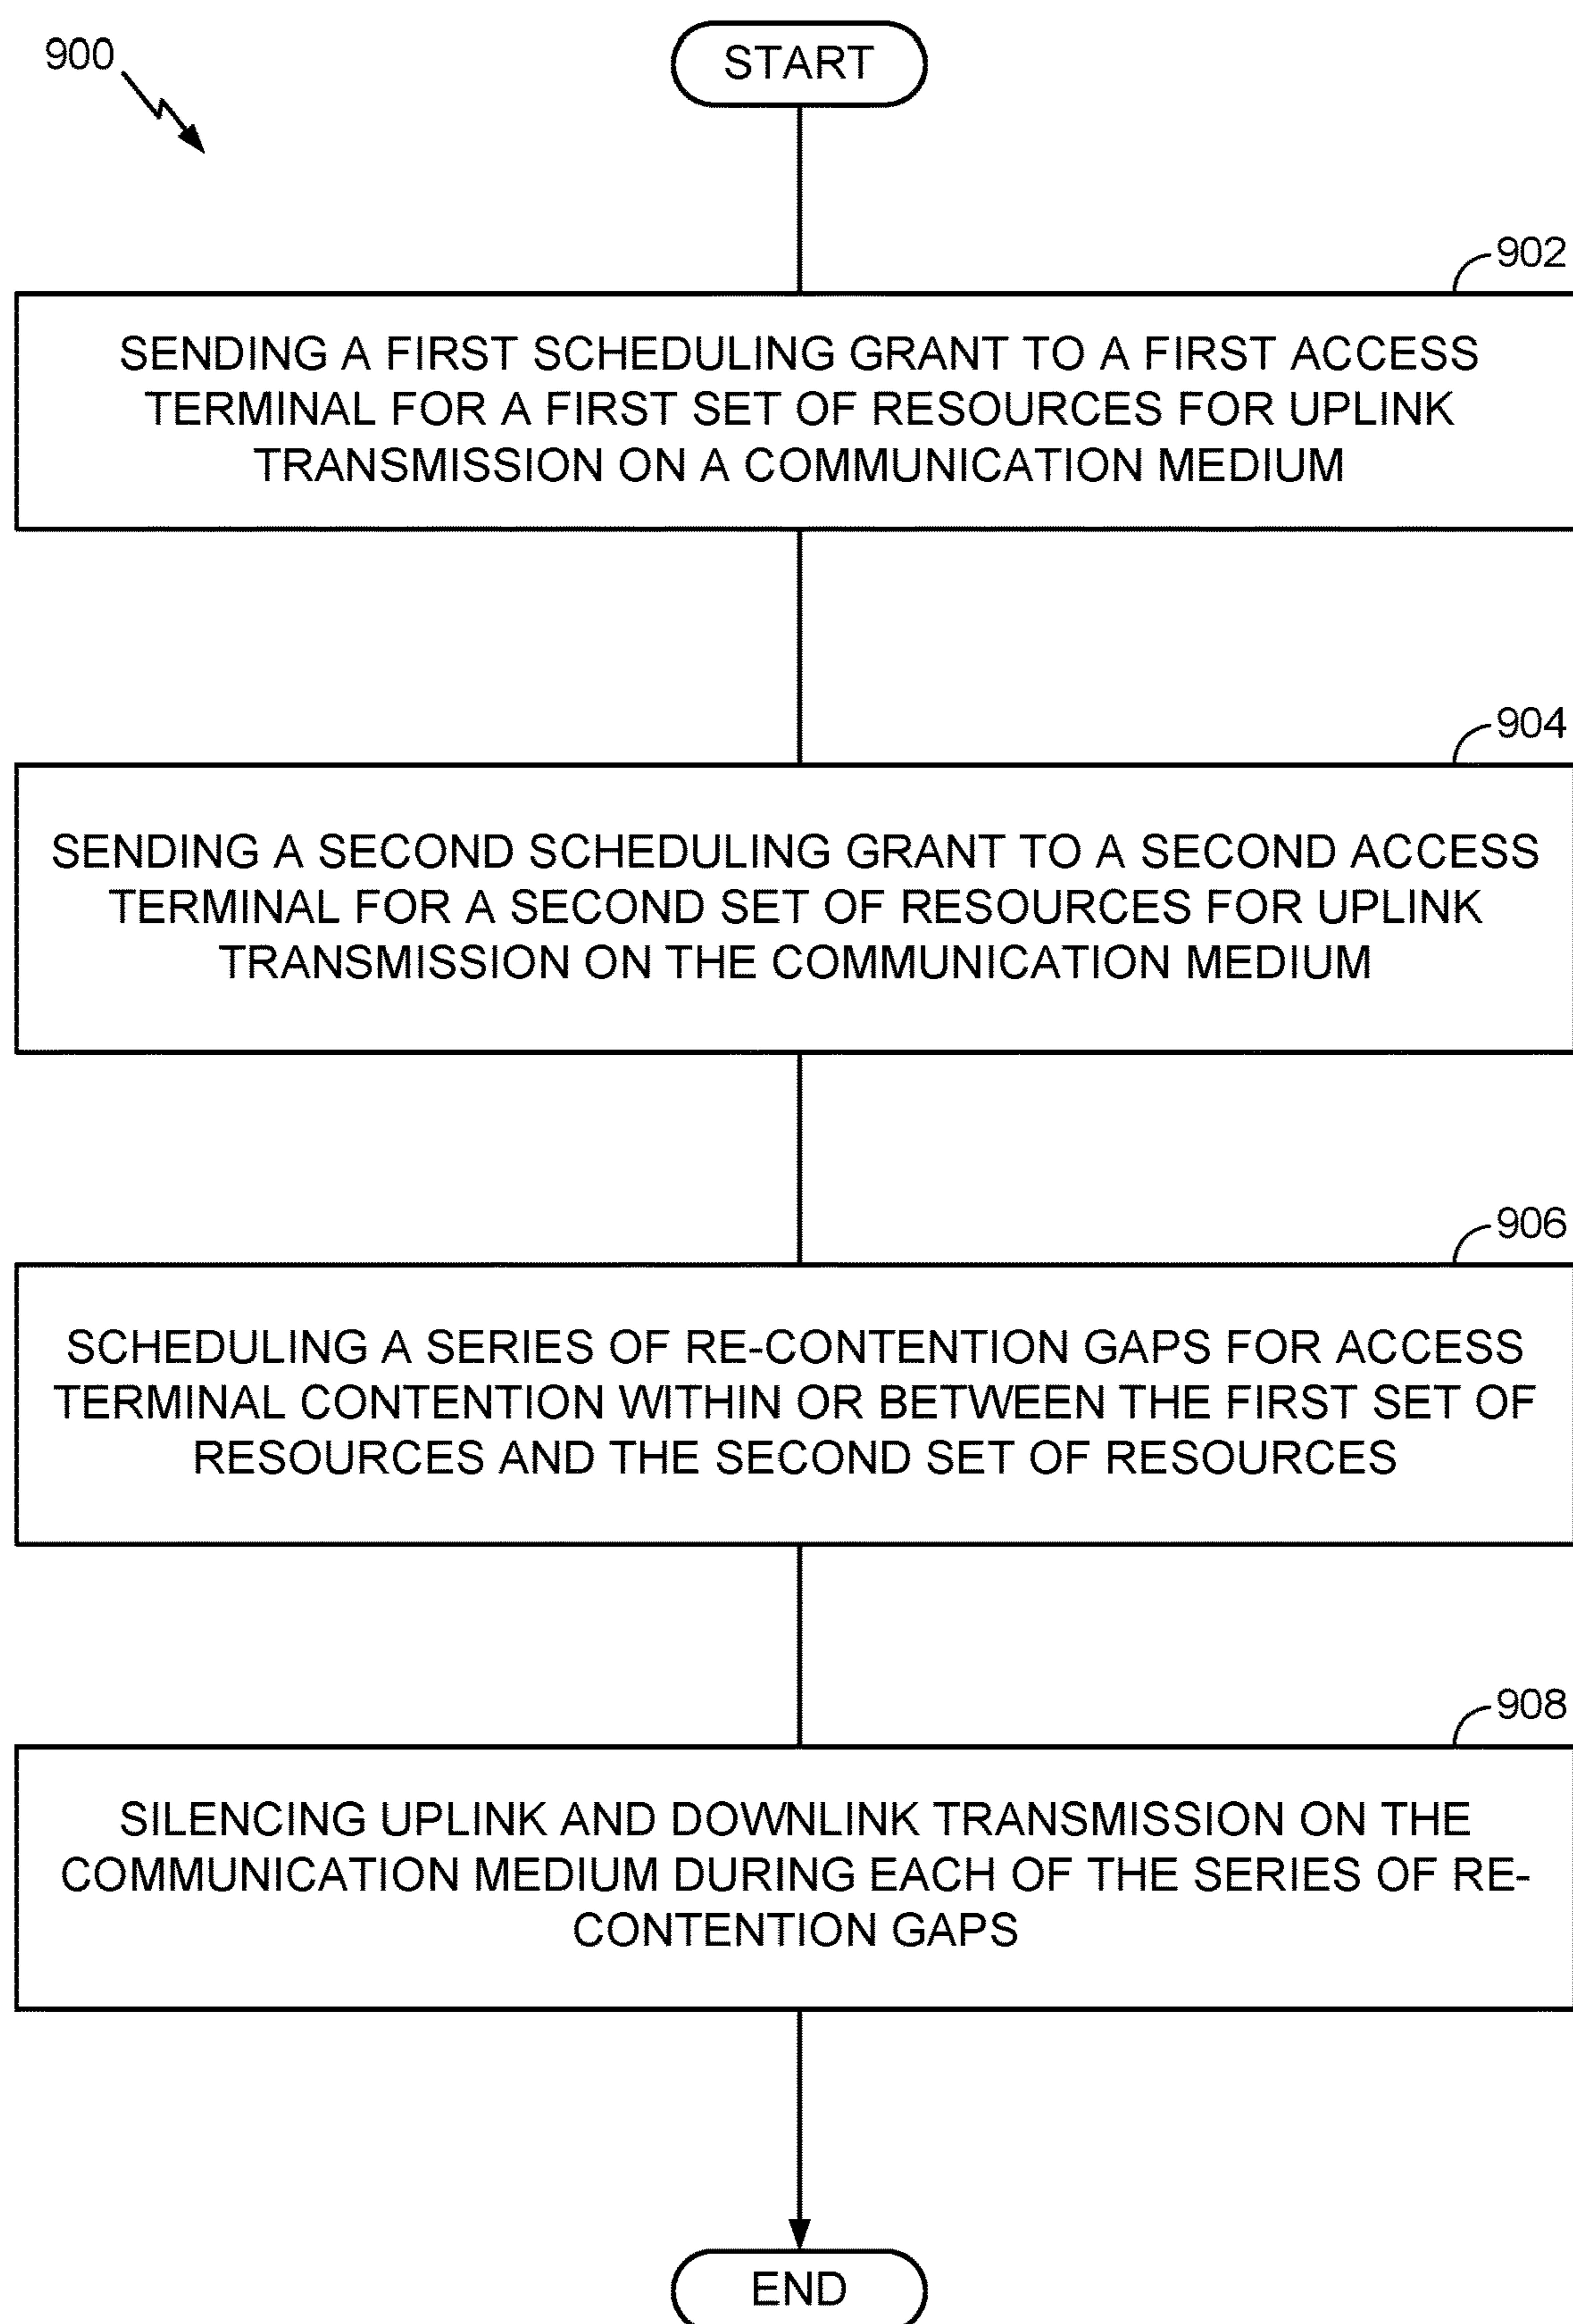 900
START
902
SENDING A FIRST SCHEDULING GRANT TO A FIRST ACCESS
TERMINAL FOR A FIRST SET OF RESOURCES FOR UPLINK
TRANSMISSION ON A COMMUNICATION MEDIUM
904
SENDING A SECOND SCHEDULING GRANT TO A SECOND ACCESS
TERMINAL FOR A SECOND SET OF RESOURCES FOR UPLINK
TRANSMISSION ON THE COMMUNICATION MEDIUM
906
SCHEDULING A SERIES OF RE-CONTENTION GAPS FOR ACCESS
TERMINAL CONTENTION WITHIN OR BETWEEN THE FIRST SET OF
RESOURCES AND THE SECOND SET OF RESOURCES
908
SILENCING UPLINK AND DOWNLINK TRANSMISSION ON THE
COMMUNICATION MEDIUM DURING EACH OF THE SERIES OF RE-
CONTENTION GAPS
END